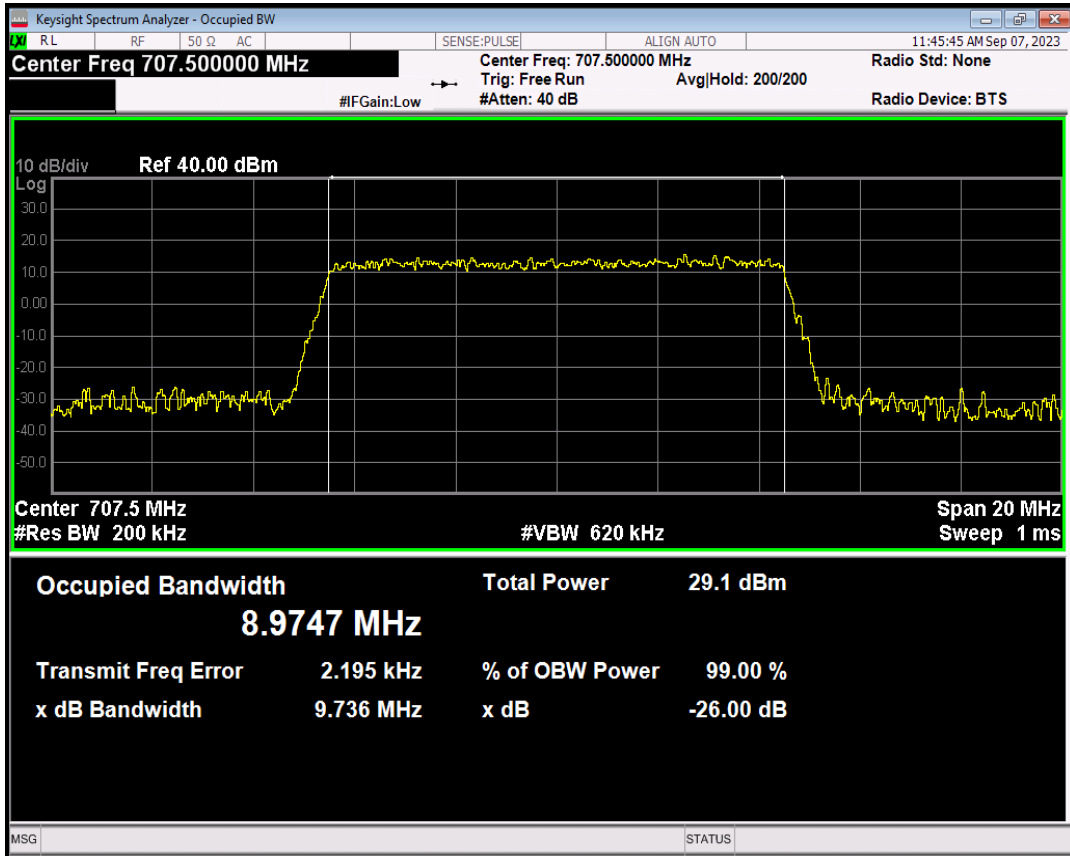 Keysight Spectrum Analyzer - Occupied BW
LXI RL RF 50 Ω AC SENSE:PULSE ALIGN AUTO 11:45:45 AM Sep 07, 2023
Center Freq 707.500000 MHz Center Freq: 707.500000 MHz Radio Std: None
Trig: Free Run Avg|Hold: 200/200
#IFGain:Low #Atten: 40 dB Radio Device: BTS
10 dB/div Ref 40.00 dBm
Log
30.0
20.0
10.0
0.00
-10.0
-20.0
-30.0
-40.0
-50.0
Center 707.5 MHz Span 20 MHz
#Res BW 200 kHz #VBW 620 kHz Sweep 1 ms
Occupied Bandwidth Total Power 29.1 dBm
8.9747 MHz
Transmit Freq Error 2.195 kHz % of OBW Power 99.00 %
x dB Bandwidth 9.736 MHz x dB -26.00 dB
MSG STATUS